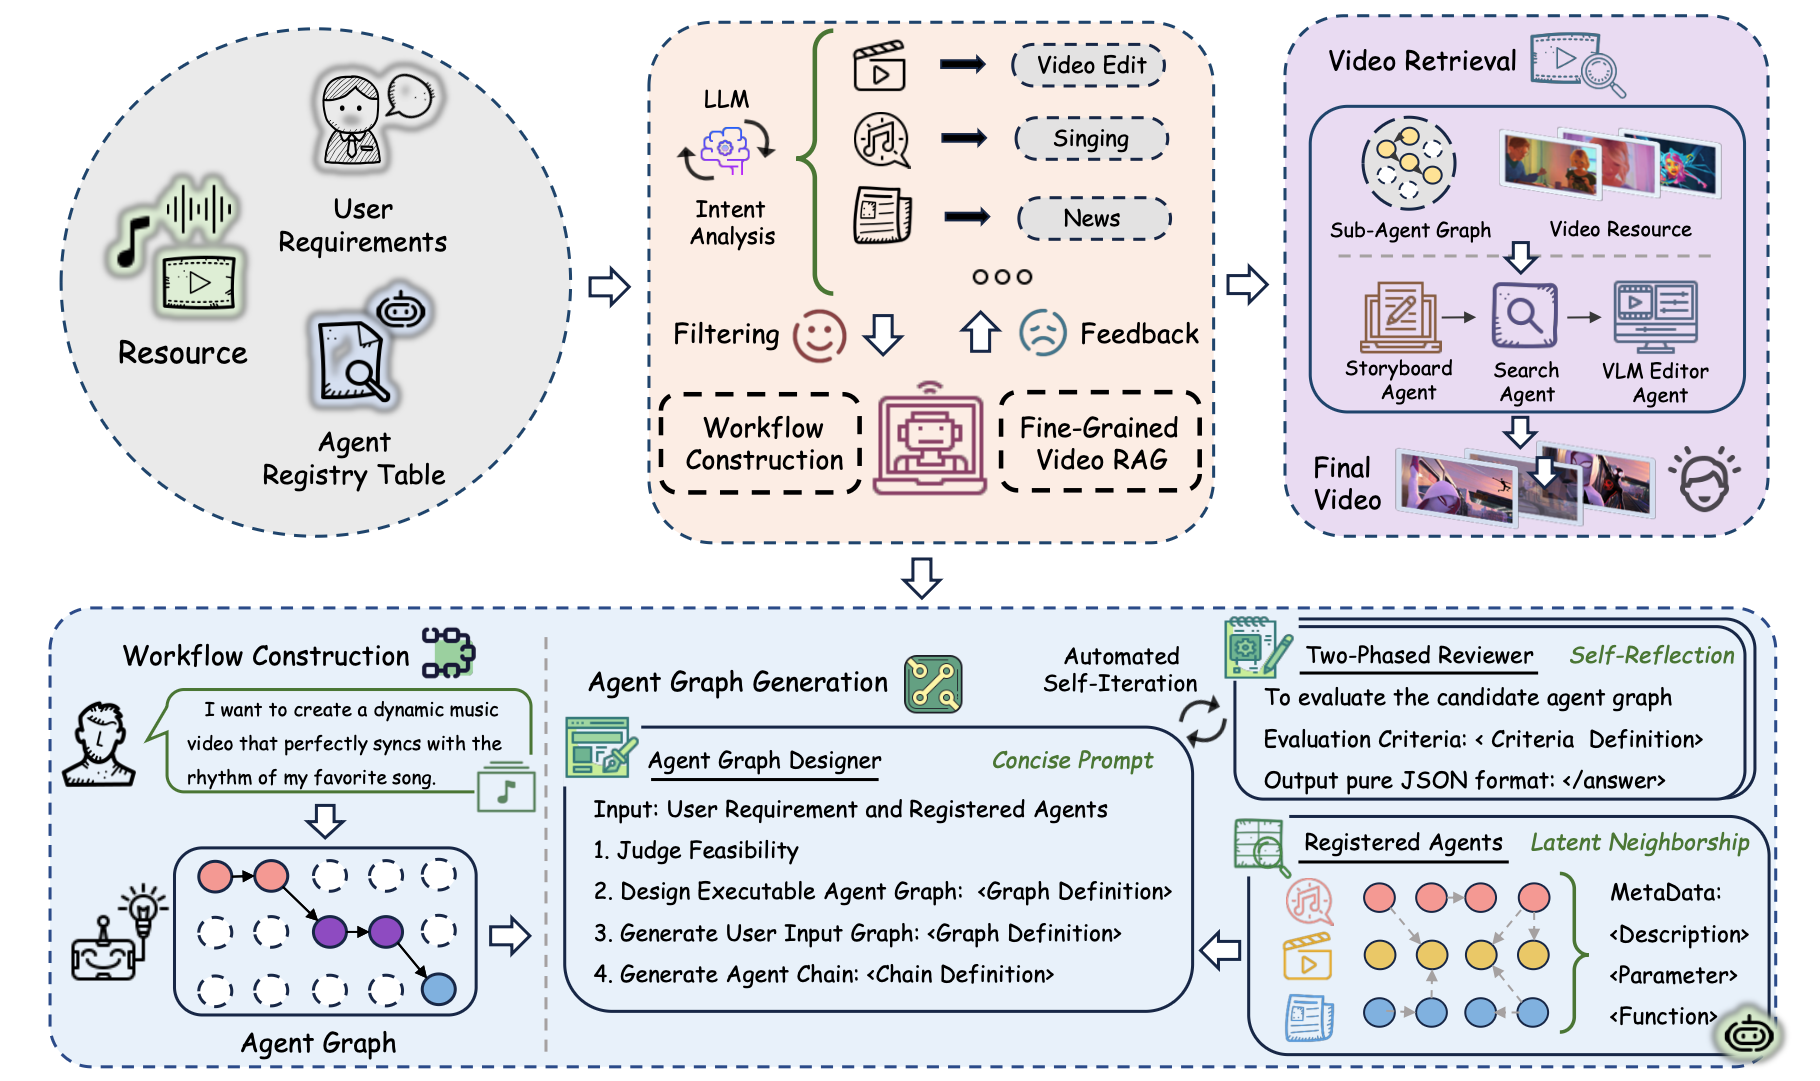 User
Requirements
Resource
Agent
Registry Table
LLM
Intent
Analysis
Video Edit
Singing
News
Filtering
Feedback
Workflow
Construction
Fine-Grained
Video RAG
Video Retrieval
Sub-Agent Graph
Video Resource
Storyboard
Agent
Search
Agent
VLM Editor
Agent
Final
Video
Workflow Construction
I want to create a dynamic music
video that perfectly syncs with the
rhythm of my favorite song.
Agent Graph
Agent Graph Generation
Automated
Self-Iteration
Agent Graph Designer
Concise Prompt
Input: User Requirement and Registered Agents
1. Judge Feasibility
2. Design Executable Agent Graph: <Graph Definition>
3. Generate User Input Graph: <Graph Definition>
4. Generate Agent Chain: <Chain Definition>
Two-Phased Reviewer
Self-Reflection
To evaluate the candidate agent graph
Evaluation Criteria: < Criteria Definition>
Output pure JSON format: </answer>
Registered Agents
Latent Neighborship
MetaData:
<Description>
<Parameter>
<Function>